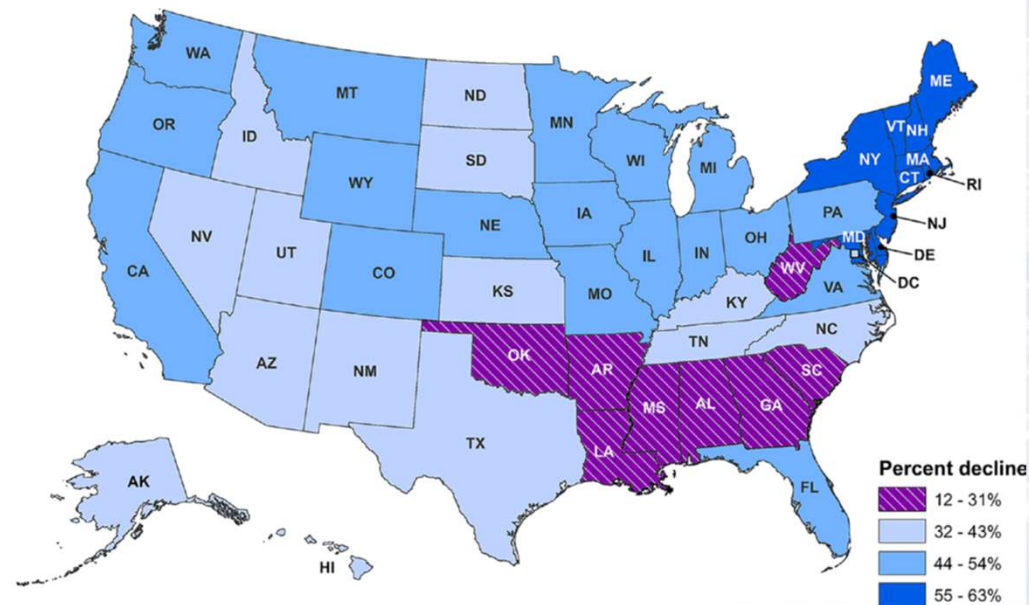 WA
MT
ND
MN
ME
OR
ID
SD
WI
MI
VT
NH
NY
MA
CT
RI
WY
NE
IA
PA
NJ
NV
UT
CO
IL
IN
OH
MD
DE
CA
KS
MO
WV
VA
DC
KY
AZ
NM
OK
AR
TN
NC
TX
LA
MS
AL
GA
SC
FL
AK
HI
Percent decline
12 - 31%
32 - 43%
44 - 54%
55 - 63%